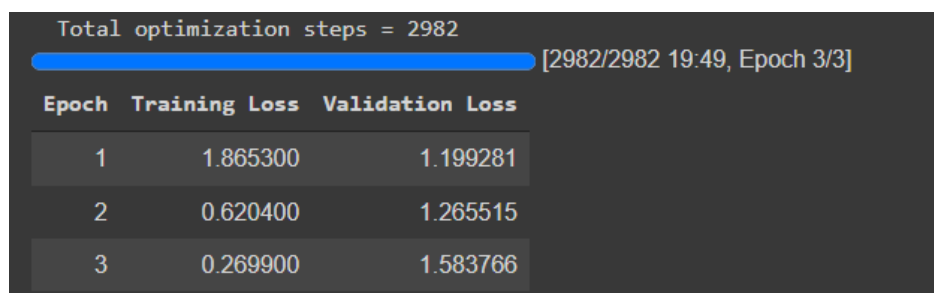 Total optimization steps = 2982
[2982/2982 19:49, Epoch 3/3]
Epoch Training Loss Validation Loss
1 1.865300 1.199281
2 0.620400 1.265515
3 0.269900 1.583766